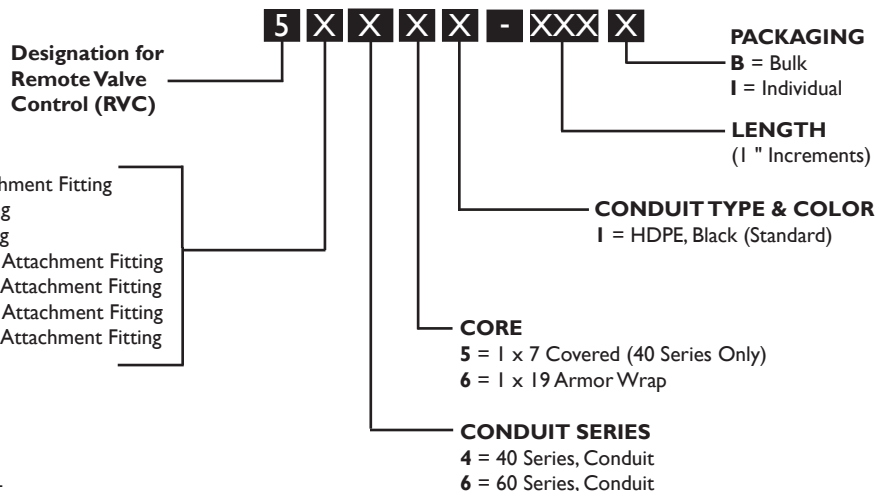 5 X X X X - XXX X
Designation for
Remote Valve
Control (RVC)
PACKAGING
B = Bulk
I = Individual
LENGTH
(1 " Increments)
CONDUIT TYPE & COLOR
1 = HDPE, Black (Standard)
CORE
5 = 1 x 7 Covered (40 Series Only)
6 = 1 x 19 Armor Wrap
CONDUIT SERIES
4 = 40 Series, Conduit
6 = 60 Series, Conduit
Fitting
Attachment Fitting
Attachment Fitting
Attachment Fitting
Attachment Fitting